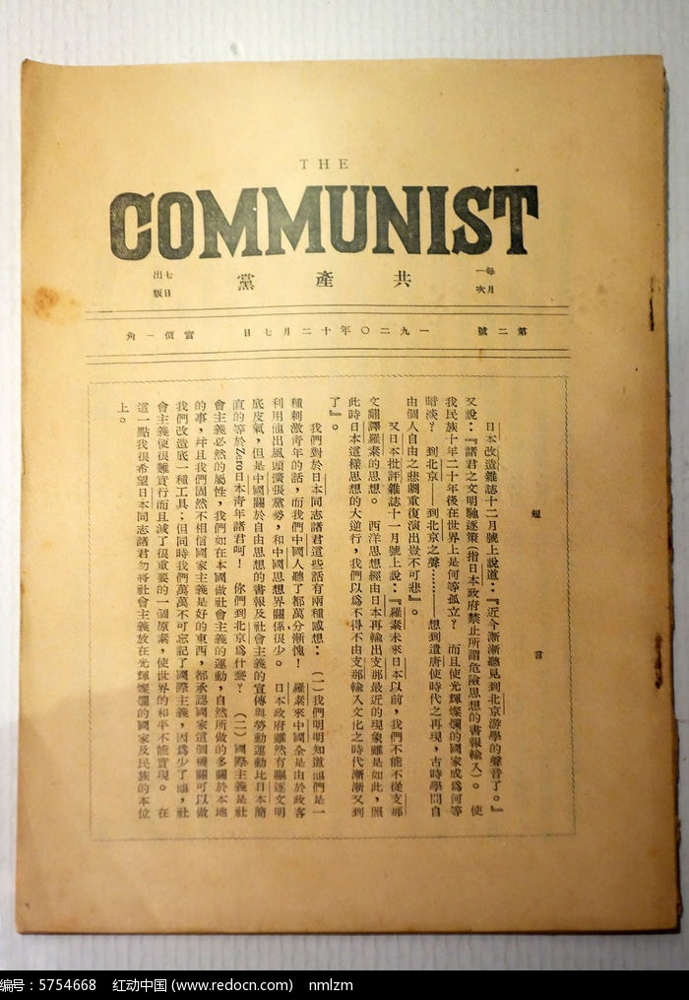 THE
COMMUNIST
每月一次
共產黨
七日出版
第二號
一九二〇年十二月七日
實價一角
短言
日本改造雜誌十二月號上說道：『近今漸漸聽見到北京游學的聲音了。』
又說：『諸君之文明馳逐策（指日本政府禁止所謂危險思想的書報輸入）。使
我民族十年二十年後在世界上是何等孤立？而且使光輝燦爛的國家成爲何等
暗淡？到北京——到北京之聲………想到遣唐使時代之再現，古時學問自
由個人自由之悲劇重復演出豈不可悲』。
又日本批評雜誌十一月號上說：『羅素未來日本以前，我們不能不從支那
文翻譯羅素的思想。西洋思想經由日本再輸出支那最近的現象雖是如此，照
此時日本這樣思想的大逆行，我們以爲不得不由支那輸入文化之時代漸漸又到
了』。
我們對於日本同志諸君這些話有兩種感想：（一）我們明明知道他們是一
種刺激青年的話，而我們中國人聽了都萬分漸愧！羅素來中國全是由於政客
利用他出風頭擴張黨勢，和中國思想界關係很少。日本政府雖然有驅逐文明
底皮氣，但是中國關於自由思想的書報及社會主義的宣傳與勞動運動比日本簡
直的等於Zero日本青年諸君呵！你們到北京爲什麽？（二）國際主義是社
會主義必然的屬性，我們如在本國做社會主義的運動，自然所做的多關於本地
的事，幷且我們固然不相信國家主義是好的東西，都承認國家這個機關可以做
我們改造底一種工具；但同時我們萬萬不可忘記了國際主義，因爲少了他，社
會主義便很難實行而且减了很重要的一個原素，使世界的和平不能實現。在
這一點我很希望日本同志諸君勿將社會主義放在光輝燦爛的國家及民族的本位
上。
编号：5754668 红动中国 (www.redocn.com) nmlzm